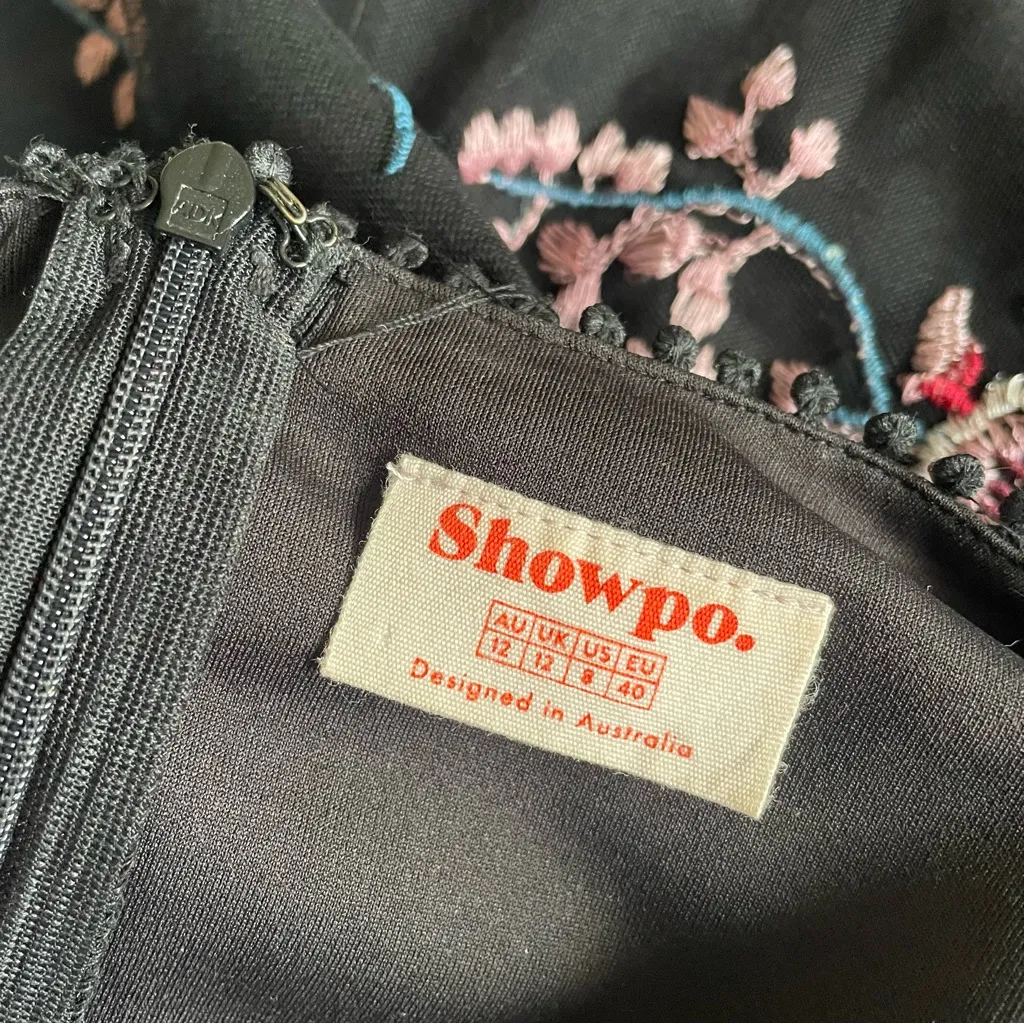 ADK
Showpo.
AU UK US EU
12 12 8 40
Designed in Australia